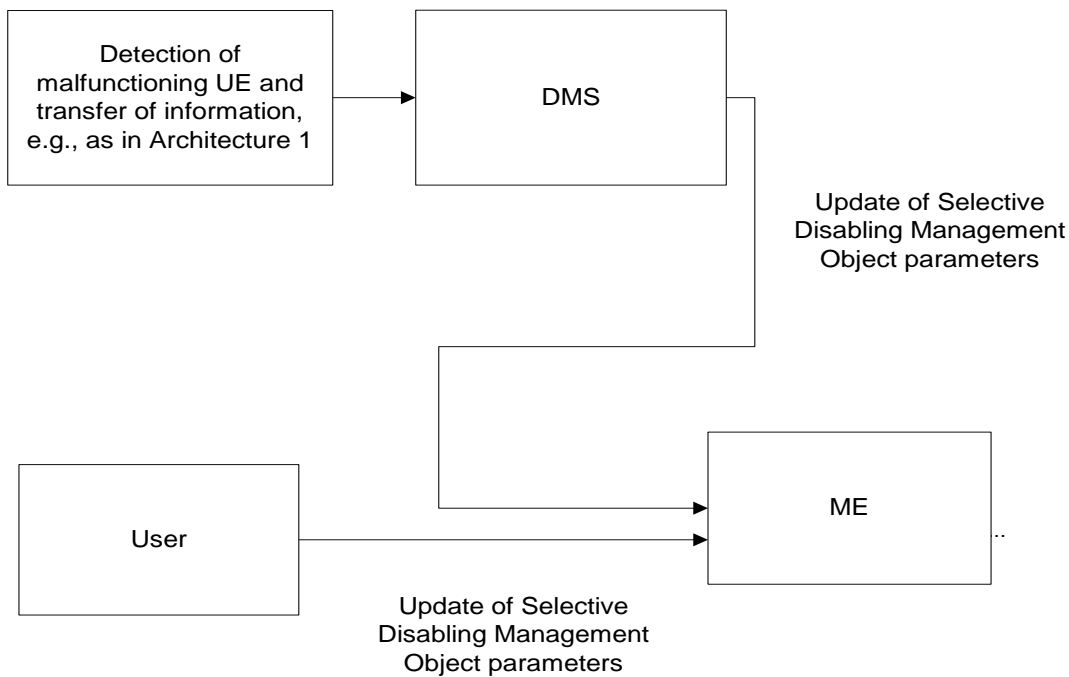 Detection of
malfunctioning UE and
transfer of information,
e.g., as in Architecture 1
DMS
Update of Selective
Disabling Management
Object parameters
User
ME
...
Update of Selective
Disabling Management
Object parameters